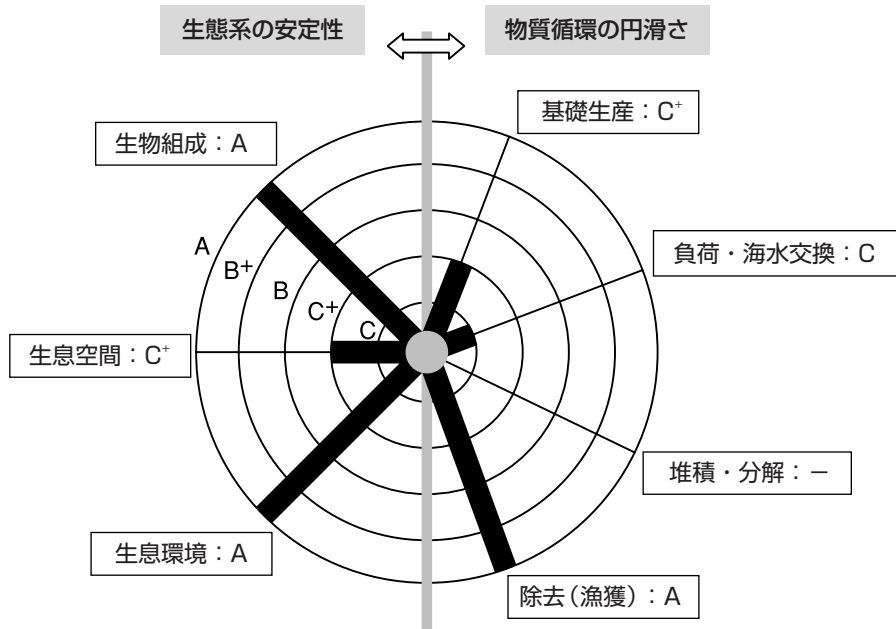 生態系の安定性
物質循環の円滑さ
基礎生産：C⁺
生物組成：A
負荷・海水交換：C
A
B⁺
B
C⁺
C
生息空間：C⁺
堆積・分解：－
生息環境：A
除去（漁獲）：A